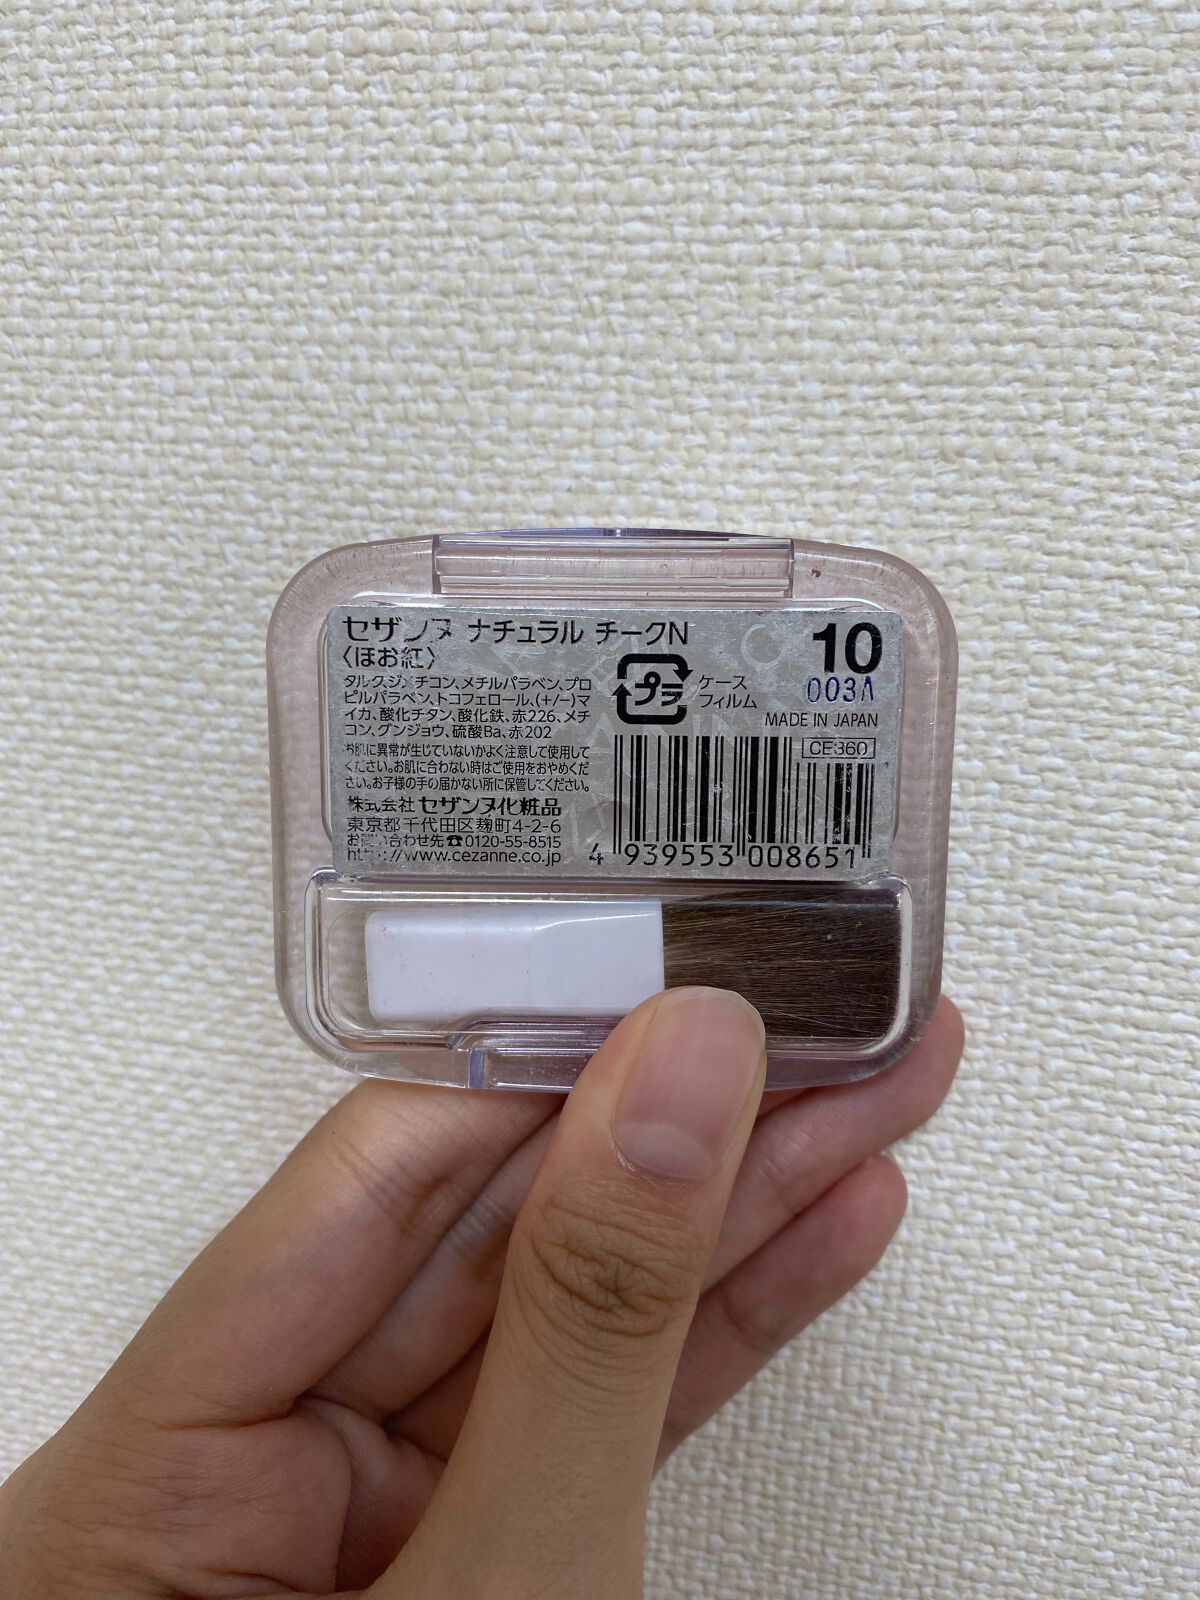 セザンヌ ナチュラル チークN
〈ほお紅〉
タルク、ジメチコン、メチルパラベン、プロ
ピルパラベン、トコフェロール、(+/−)マ
イカ、酸化チタン、酸化鉄、赤226、メチ
コン、グンジョウ、硫酸Ba、赤202
お肌に異常が生じていないかよく注意して使用して
ください。お肌に合わない時はご使用をおやめくだ
さい。お子様の手の届かない所に保管してください。
株式会社 セザンヌ化粧品
東京都千代田区麹町4-2-6
お問い合わせ先☎0120-55-8515
http://www.cezanne.co.jp
プラ
ケース
フィルム
10
003A
MADE IN JAPAN
CE360
4 939553 008651